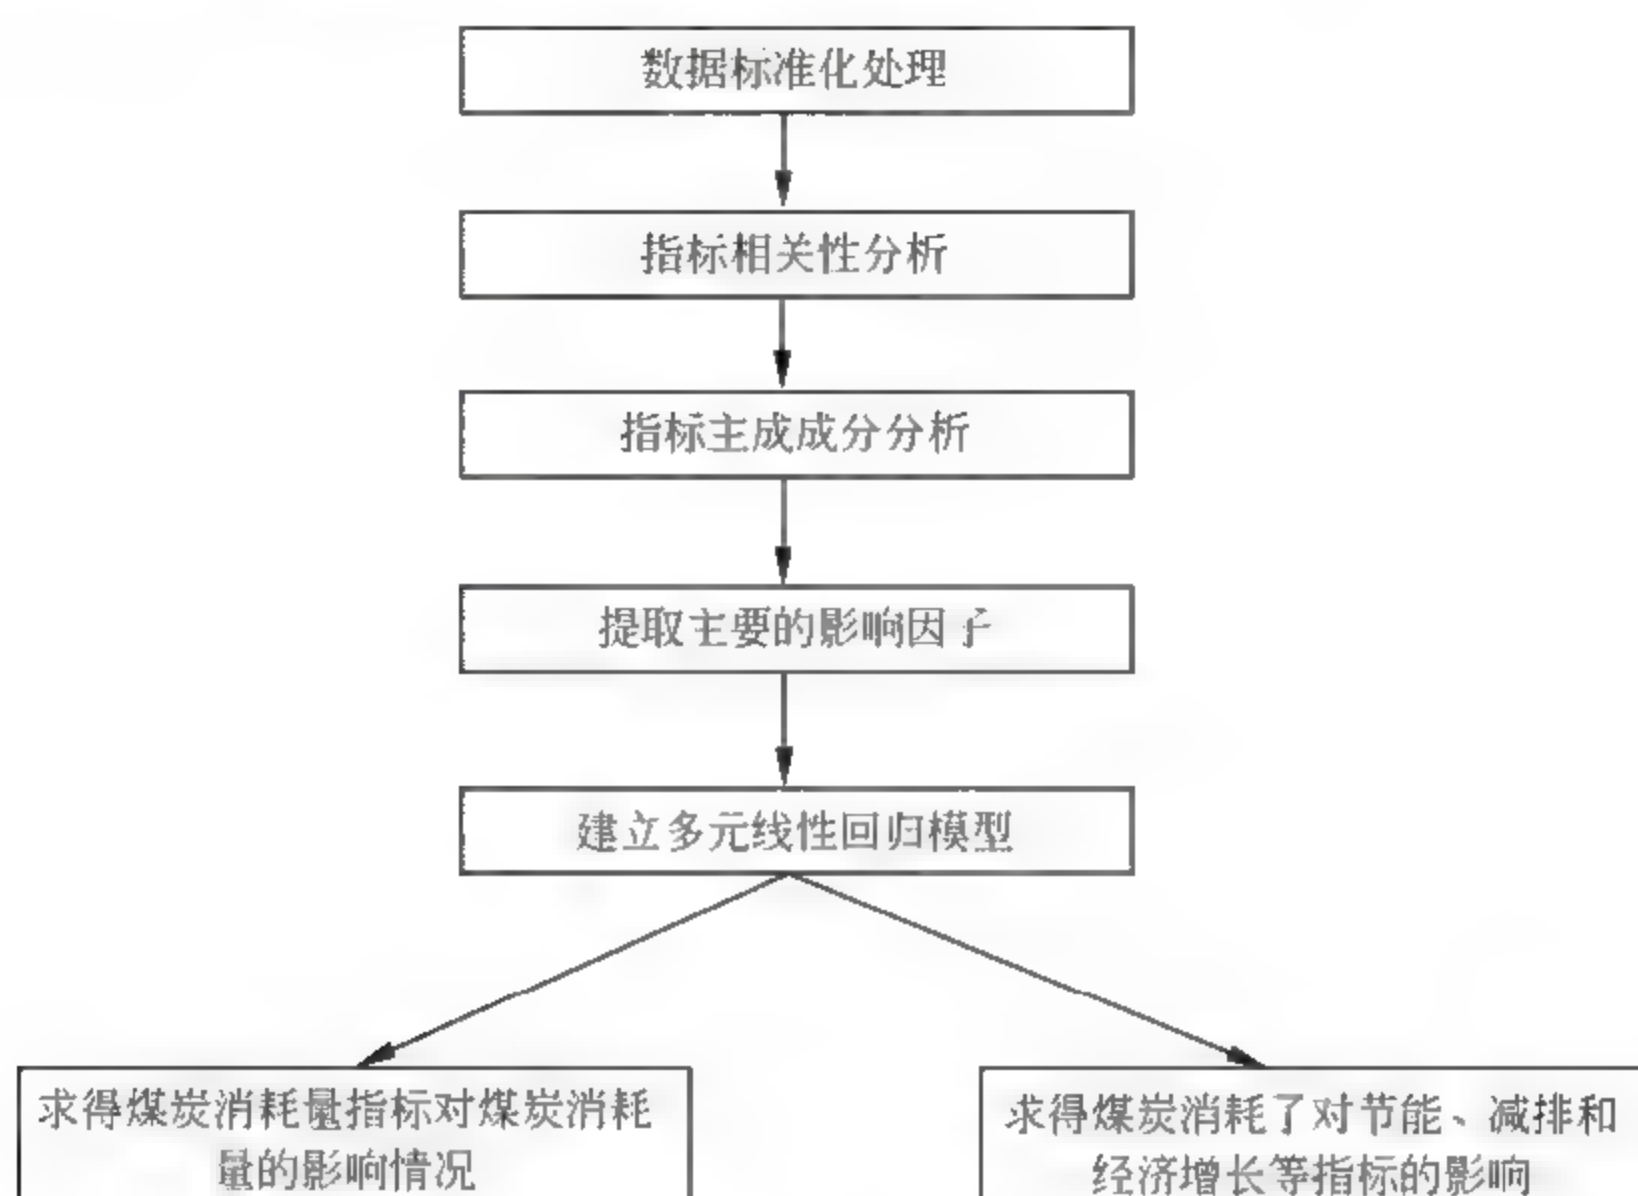 数据标准化处理
指标相关性分析
指标主成成分分析
提取主要的影响因子
建立多元线性回归模型
求得煤炭消耗量指标对煤炭消耗
量的影响情况
求得煤炭消耗了对节能、减排和
经济增长等指标的影响